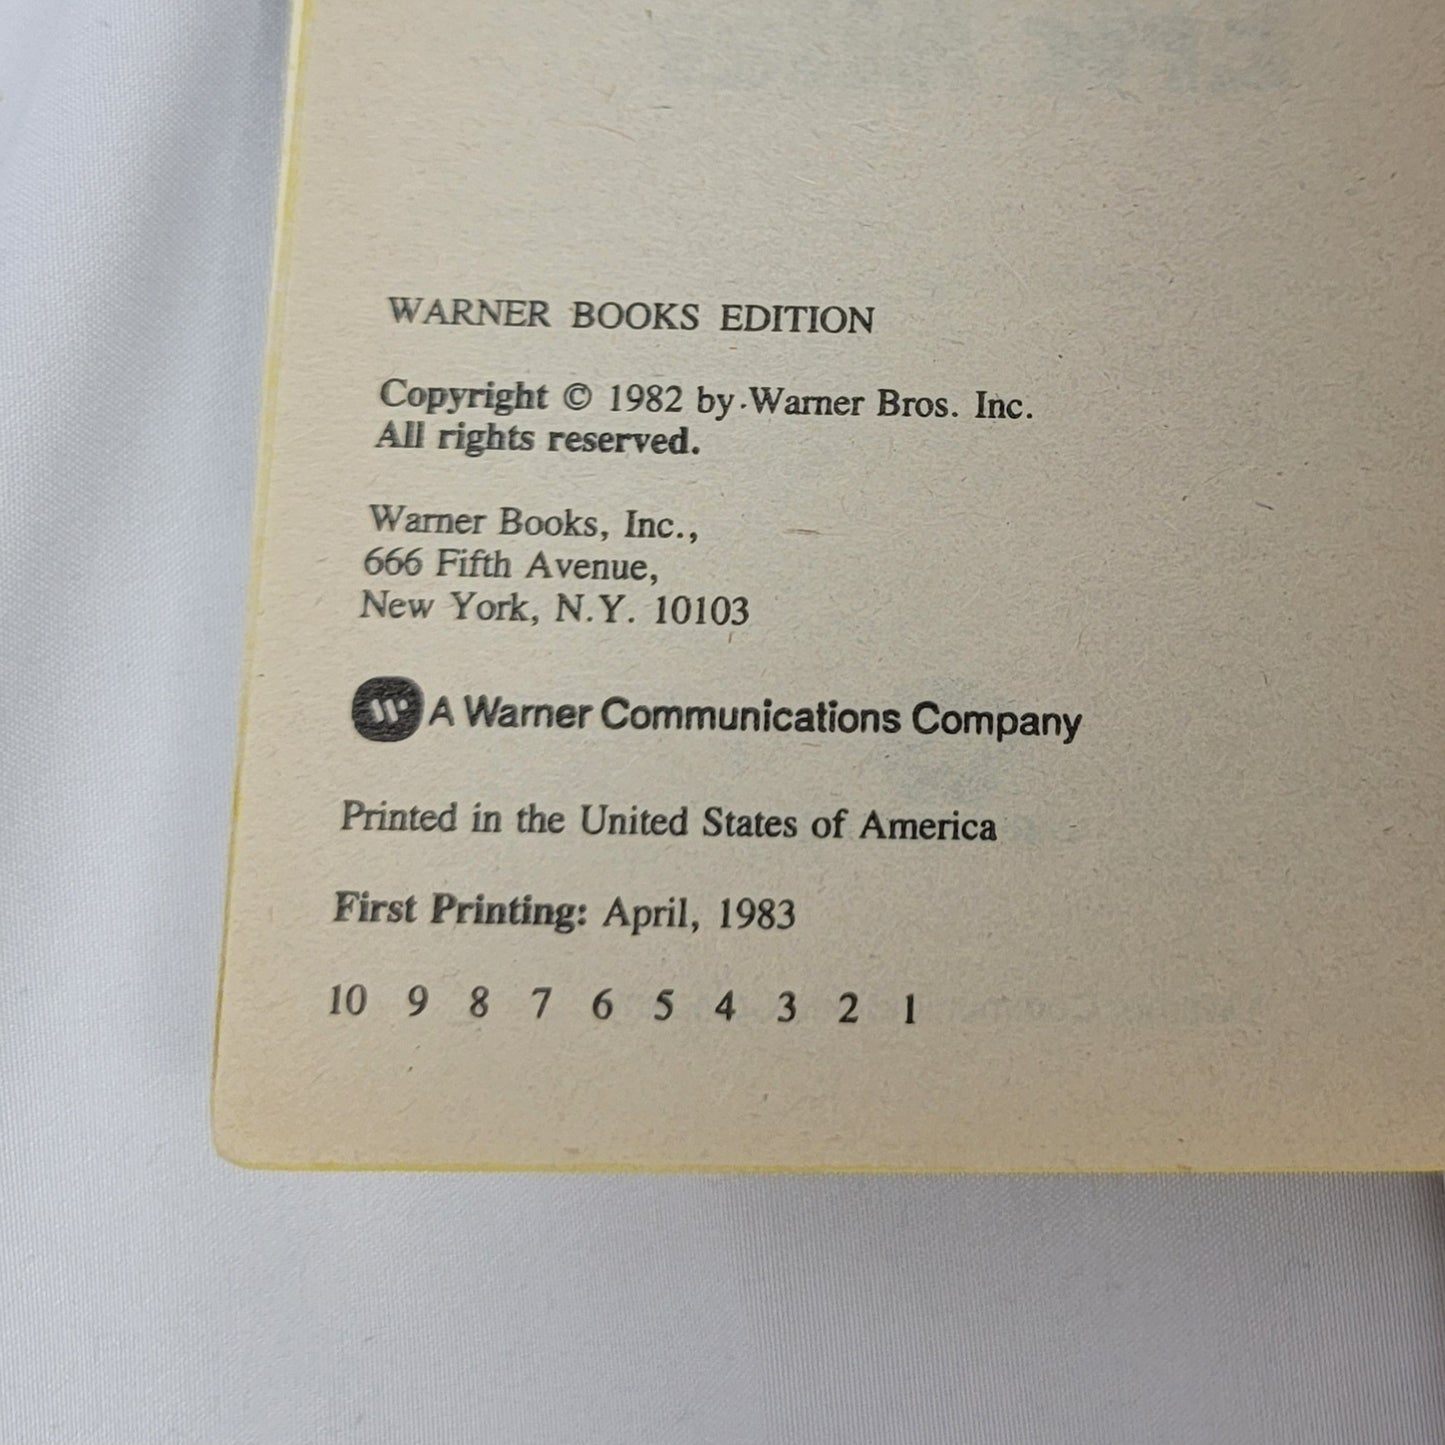 WARNER BOOKS EDITION
Copyright © 1982 by Warner Bros. Inc.
All rights reserved.
Warner Books, Inc.,
666 Fifth Avenue,
New York, N.Y. 10103
A Warner Communications Company
Printed in the United States of America
First Printing: April, 1983
10 9 8 7 6 5 4 3 2 1